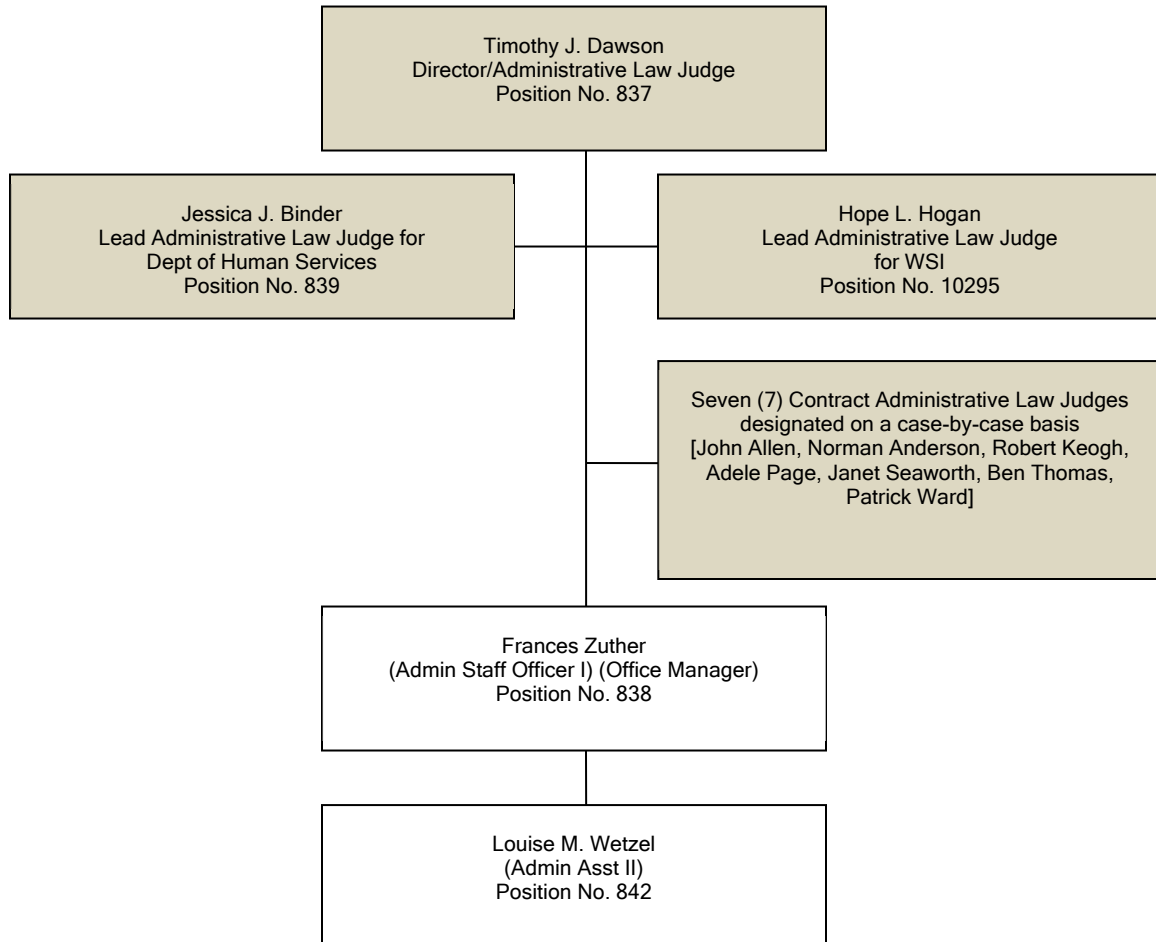 Timothy J. Dawson
Director/Administrative Law Judge
Position No. 837
Jessica J. Binder
Lead Administrative Law Judge for
Dept of Human Services
Position No. 839
Hope L. Hogan
Lead Administrative Law Judge
for WSI
Position No. 10295
Seven (7) Contract Administrative Law Judges
designated on a case-by-case basis
[John Allen, Norman Anderson, Robert Keogh,
Adele Page, Janet Seaworth, Ben Thomas,
Patrick Ward]
Frances Zuther
(Admin Staff Officer I) (Office Manager)
Position No. 838
Louise M. Wetzel
(Admin Asst II)
Position No. 842